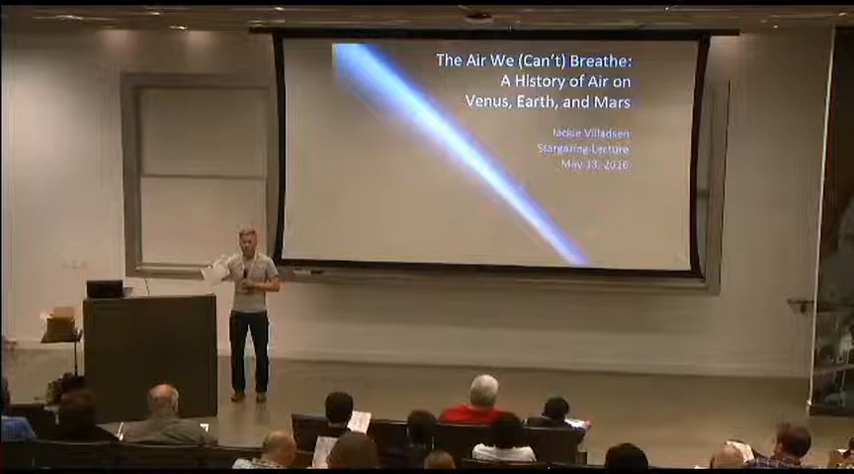 The Air We (Can't) Breathe:
A History of Air on
Venus, Earth, and Mars
Jackie Villadsen
Stargazing Lecture
May 13, 2016